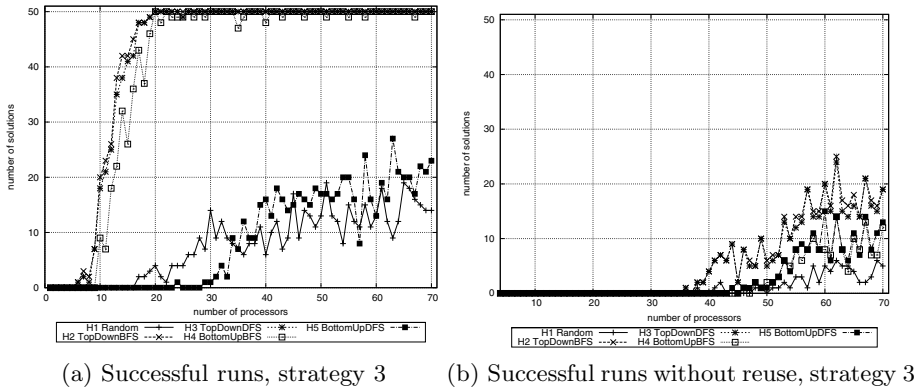 number of solutions
50
40
30
20
10
0
0 10 20 30 40 50 60 70
number of processors
H1 Random H3 TopDownDFS H5 BottomUpDFS
H2 TopDownBFS H4 BottomUpBFS
(a) Successful runs, strategy 3
number of solutions
50
40
30
20
10
0
10 20 30 40 50 60 70
number of processors
H1 Random H3 TopDownDFS H5 BottomUpDFS
H2 TopDownBFS H4 BottomUpBFS
(b) Successful runs without reuse, strategy 3